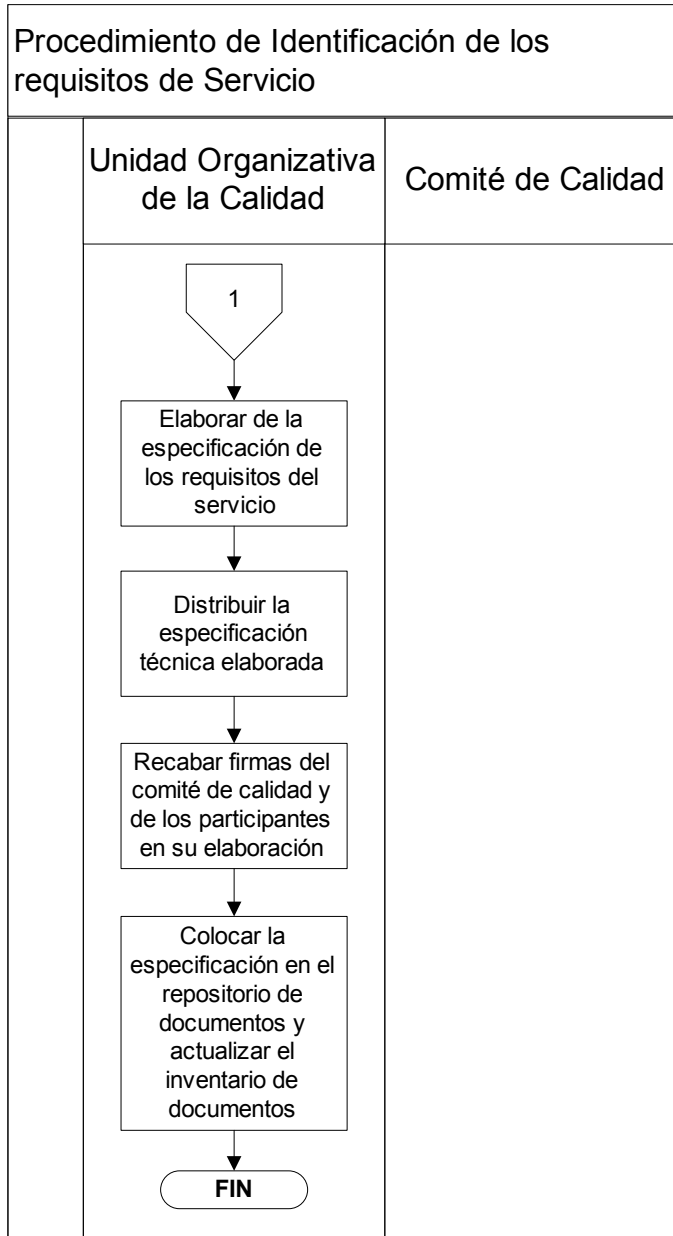 Procedimiento de Identificación de los
requisitos de Servicio
Unidad Organizativa
de la Calidad
Comité de Calidad
1
Elaborar de la
especificación de
los requisitos del
servicio
Distribuir la
especificación
técnica elaborada
Recabar firmas del
comité de calidad y
de los participantes
en su elaboración
Colocar la
especificación en el
repositorio de
documentos y
actualizar el
inventario de
documentos
FIN